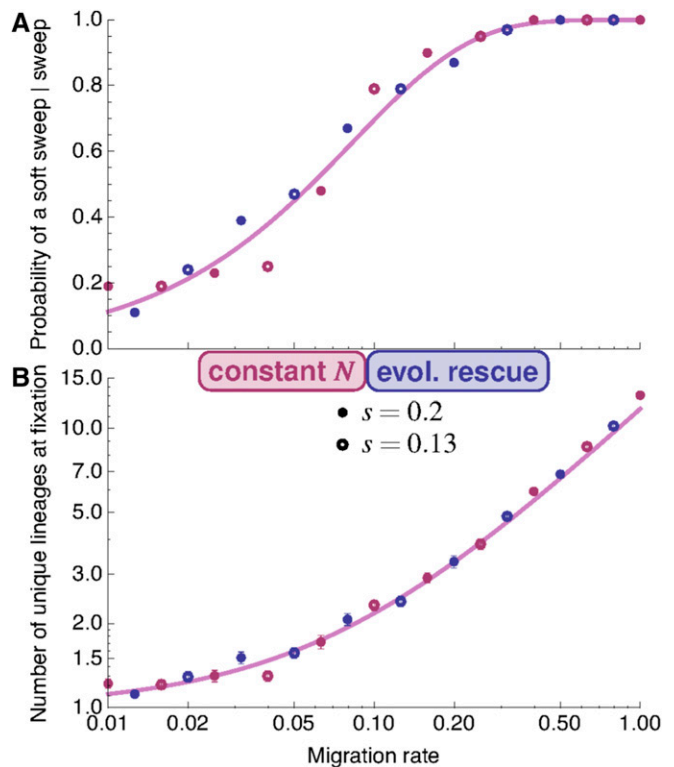 A
Probability of a soft sweep | sweep
1.0
0.8
0.6
0.4
0.2
0.0
constant N
evol. rescue
s = 0.2
s = 0.13
B
Number of unique lineages at fixation
15.0
10.0
7.0
5.0
3.0
2.0
1.5
1.0
0.01 0.02 0.05 0.10 0.20 0.50 1.00
Migration rate